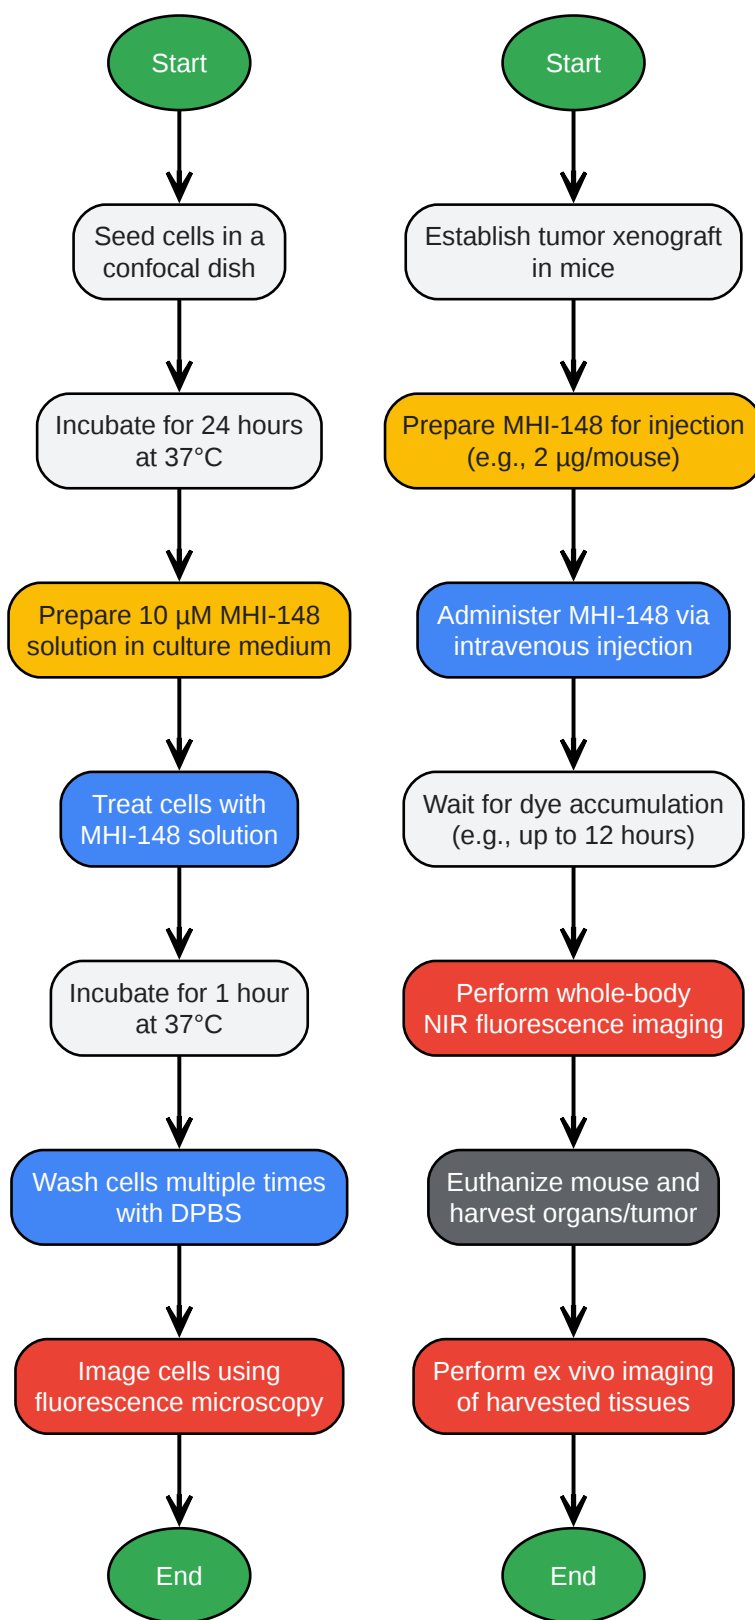 Start
Seed cells in a
confocal dish
Incubate for 24 hours
at 37°C
Prepare 10 µM MHI-148
solution in culture medium
Treat cells with
MHI-148 solution
Incubate for 1 hour
at 37°C
Wash cells multiple times
with DPBS
Image cells using
fluorescence microscopy
End
Start
Establish tumor xenograft
in mice
Prepare MHI-148 for injection
(e.g., 2 µg/mouse)
Administer MHI-148 via
intravenous injection
Wait for dye accumulation
(e.g., up to 12 hours)
Perform whole-body
NIR fluorescence imaging
Euthanize mouse and
harvest organs/tumor
Perform ex vivo imaging
of harvested tissues
End